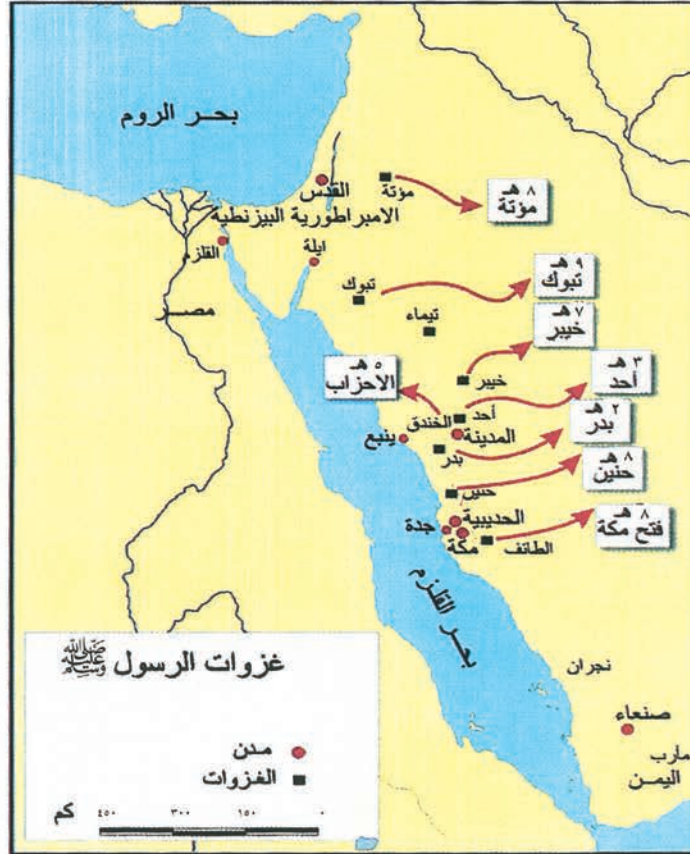 بحر الروم
القدس
مؤتة
٨ هـ
مؤتة
الامبراطورية البيزنطية
القلزم
ايلة
تبوك
٩ هـ
تبوك
مصر
تيماء
٧ هـ
خيبر
خيبر
٥ هـ
الأحزاب
٣ هـ
أحد
أحد
الخندق
المدينة
ينبع
بدر
٢ هـ
بدر
٨ هـ
حنين
حنين
الحديبية
جدة
مكة
الطائف
٨ هـ
فتح مكة
بحر القلزم
نجران
صنعاء
مأرب
اليمن
غزوات الرسول ﷺ
مدن
الغزوات
٤٥٠ ٣٠٠ ١٥٠ ٠ كم